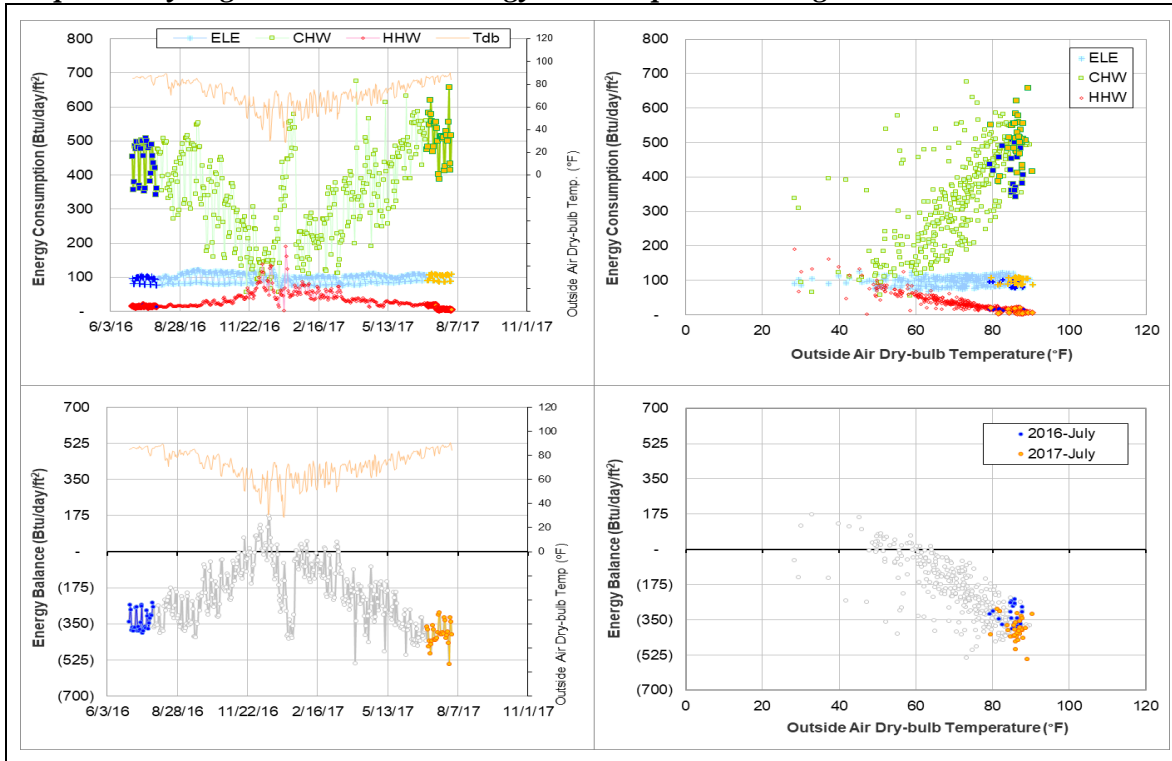 ELE CHW HHW Tdb
Energy Consumption (Btu/day/ft²)
800
700
600
500
400
300
200
100
-
120
100
80
60
40
20
0
Outside Air Dry-bulb Temp. (°F)
6/3/16 8/28/16 11/22/16 2/16/17 5/13/17 8/7/17 11/1/17
Energy Consumption (Btu/day/ft²)
800
700
600
500
400
300
200
100
-
ELE
CHW
HHW
0 20 40 60 80 100 120
Outside Air Dry-bulb Temperature (°F)
Energy Balance (Btu/day/ft²)
700
525
350
175
-
(175)
(350)
(525)
(700)
120
100
80
60
40
20
0
Outside Air Dry-bulb Temp (°F)
6/3/16 8/28/16 11/22/16 2/16/17 5/13/17 8/7/17 11/1/17
Energy Balance (Btu/day/ft²)
700
525
350
175
-
(175)
(350)
(525)
(700)
2016-July
2017-July
0 20 40 60 80 100 120
Outside Air Dry-bulb Temperature (°F)